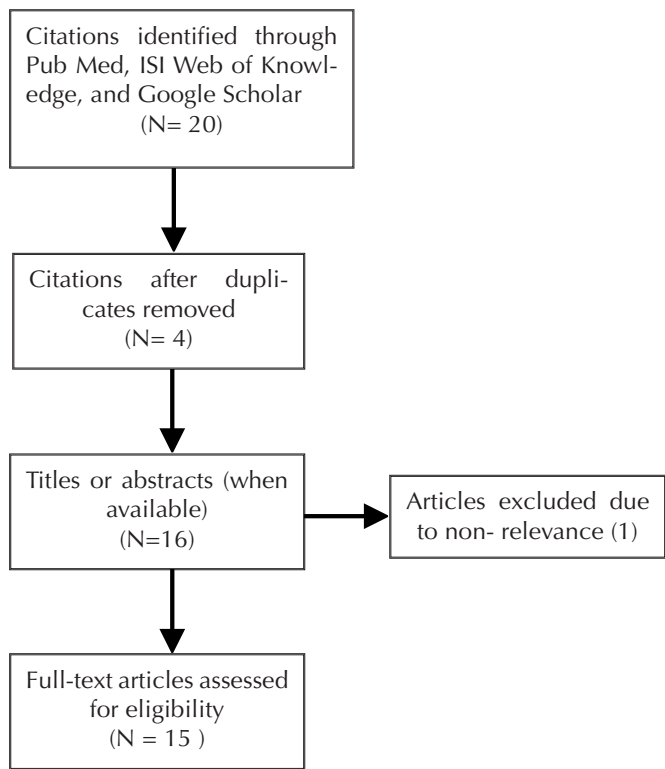 Citations identified through
Pub Med, ISI Web of Knowl-
edge, and Google Scholar
(N= 20)
Citations after dupli-
cates removed
(N= 4)
Titles or abstracts (when
available)
(N=16)
Articles excluded due
to non- relevance (1)
Full-text articles assessed
for eligibility
(N = 15 )